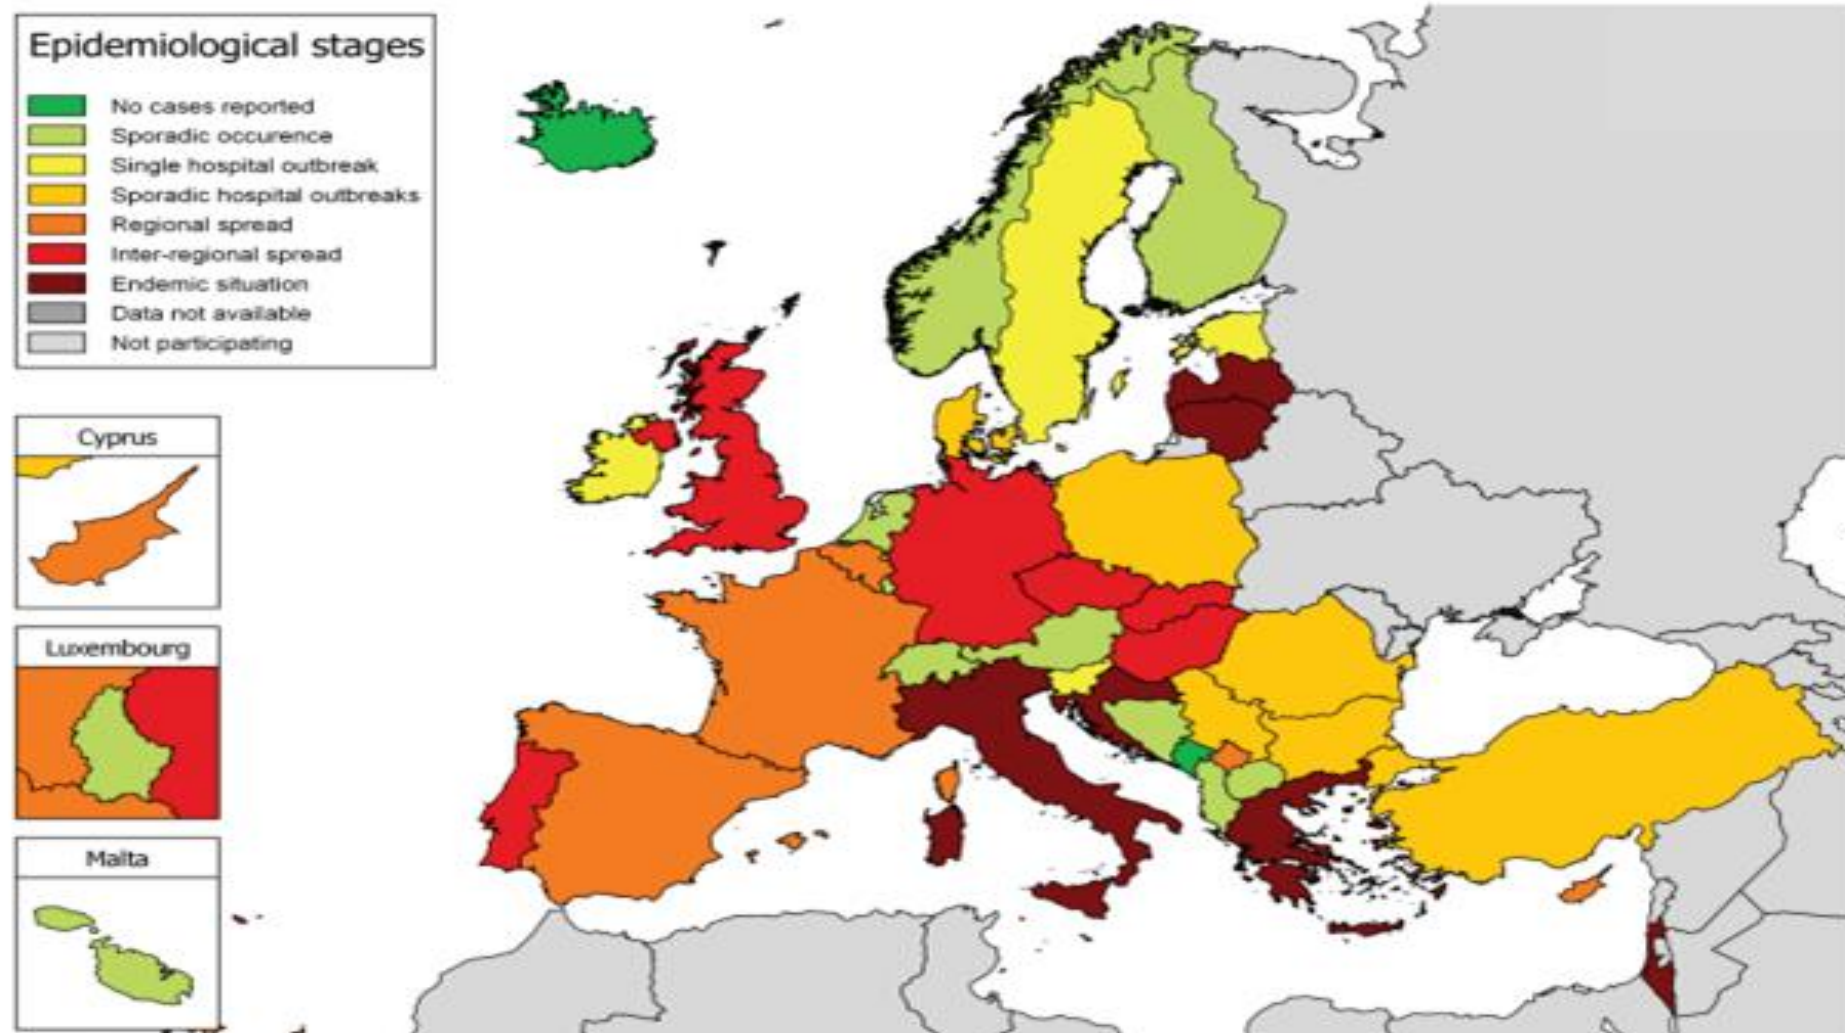 Epidemiological stages
No cases reported
Sporadic occurence
Single hospital outbreak
Sporadic hospital outbreaks
Regional spread
Inter-regional spread
Endemic situation
Data not available
Not participating
Cyprus
Luxembourg
Malta